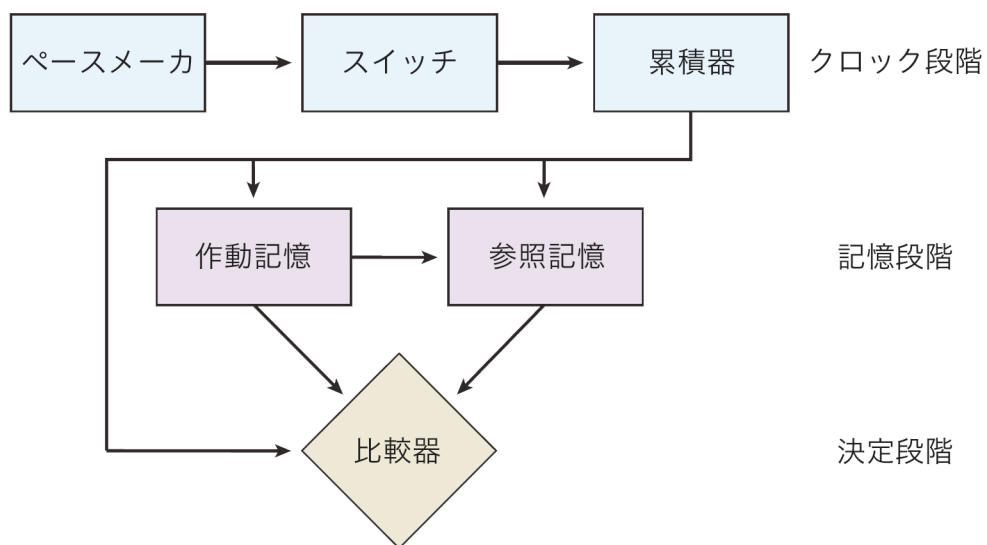 ペースメーカ
スイッチ
累積器
クロック段階
作動記憶
参照記憶
記憶段階
比較器
決定段階